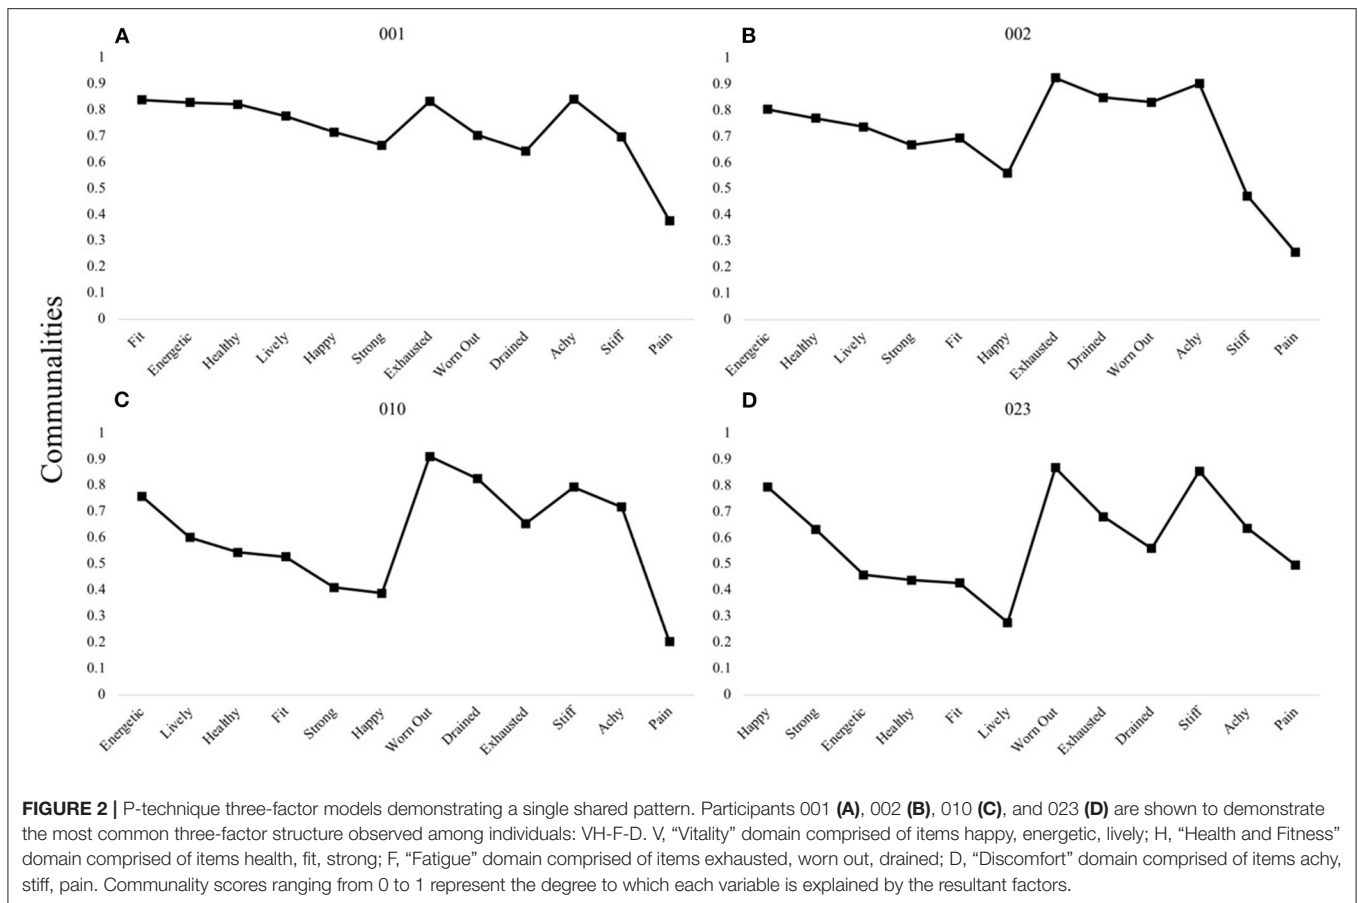 A
001
1
0.9
0.8
0.7
0.6
0.5
0.4
0.3
0.2
0.1
0
Fit
Energetic
Healthy
Lively
Happy
Strong
Exhausted
Worn Out
Drained
Achy
Stiff
Pain
B
002
1
0.9
0.8
0.7
0.6
0.5
0.4
0.3
0.2
0.1
0
Energetic
Healthy
Lively
Strong
Fit
Happy
Exhausted
Drained
Worn Out
Achy
Stiff
Pain
Communalities
C
010
1
0.9
0.8
0.7
0.6
0.5
0.4
0.3
0.2
0.1
0
Energetic
Lively
Healthy
Fit
Strong
Happy
Worn Out
Drained
Exhausted
Stiff
Achy
Pain
D
023
1
0.9
0.8
0.7
0.6
0.5
0.4
0.3
0.2
0.1
0
Happy
Strong
Energetic
Healthy
Fit
Lively
Worn Out
Exhausted
Drained
Stiff
Achy
Pain
FIGURE 2 | P-technique three-factor models demonstrating a single shared pattern. Participants 001 (A), 002 (B), 010 (C), and 023 (D) are shown to demonstrate
the most common three-factor structure observed among individuals: VH-F-D. V, “Vitality” domain comprised of items happy, energetic, lively; H, “Health and Fitness”
domain comprised of items health, fit, strong; F, “Fatigue” domain comprised of items exhausted, worn out, drained; D, “Discomfort” domain comprised of items achy,
stiff, pain. Communality scores ranging from 0 to 1 represent the degree to which each variable is explained by the resultant factors.